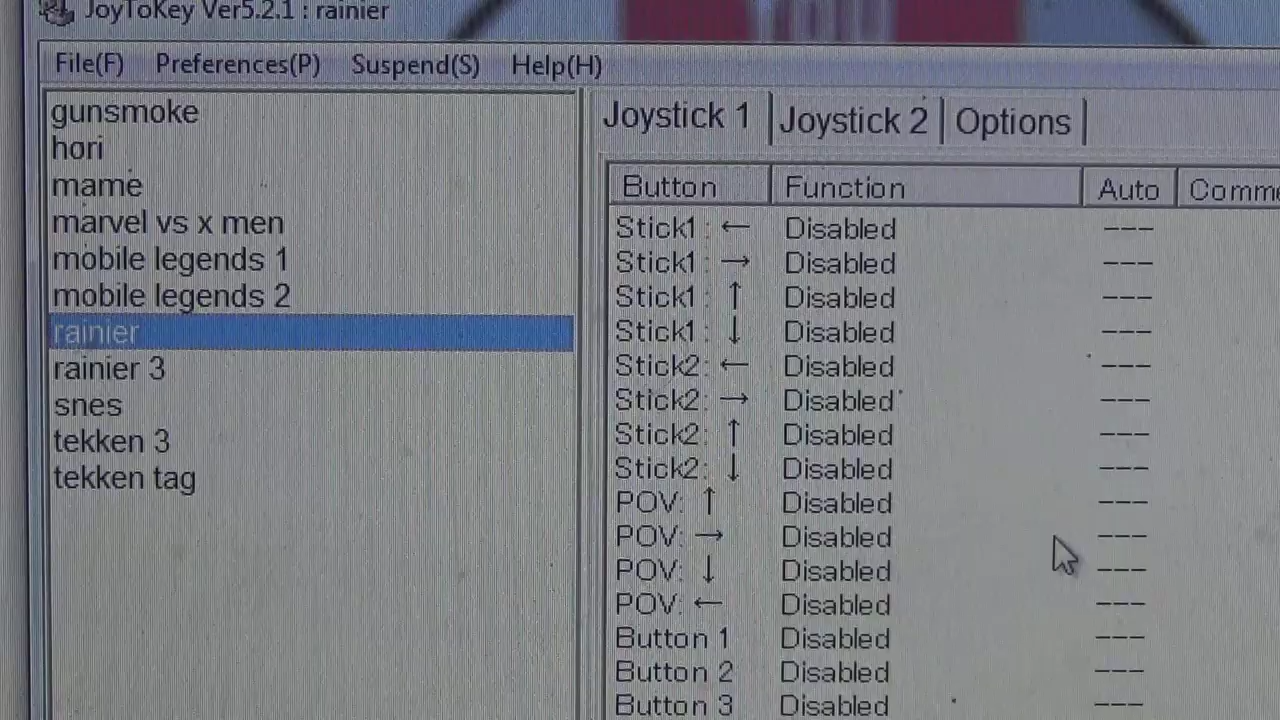 JoyToKey Ver5.2.1 : rainier
File(F) Preferences(P) Suspend(S) Help(H)
gunsmoke
hori
mame
marvel vs x men
mobile legends 1
mobile legends 2
rainier
rainier 3
snes
tekken 3
tekken tag
Joystick 1 Joystick 2 Options
Button Function Auto Comme
Stick1 : ← Disabled ---
Stick1 : → Disabled ---
Stick1 : ↑ Disabled ---
Stick1 : ↓ Disabled ---
Stick2: ← Disabled ---
Stick2: → Disabled ---
Stick2: ↑ Disabled ---
Stick2: ↓ Disabled ---
POV: ↑ Disabled ---
POV: → Disabled ---
POV: ↓ Disabled ---
POV: ← Disabled ---
Button 1 Disabled ---
Button 2 Disabled ---
Button 3 Disabled ---